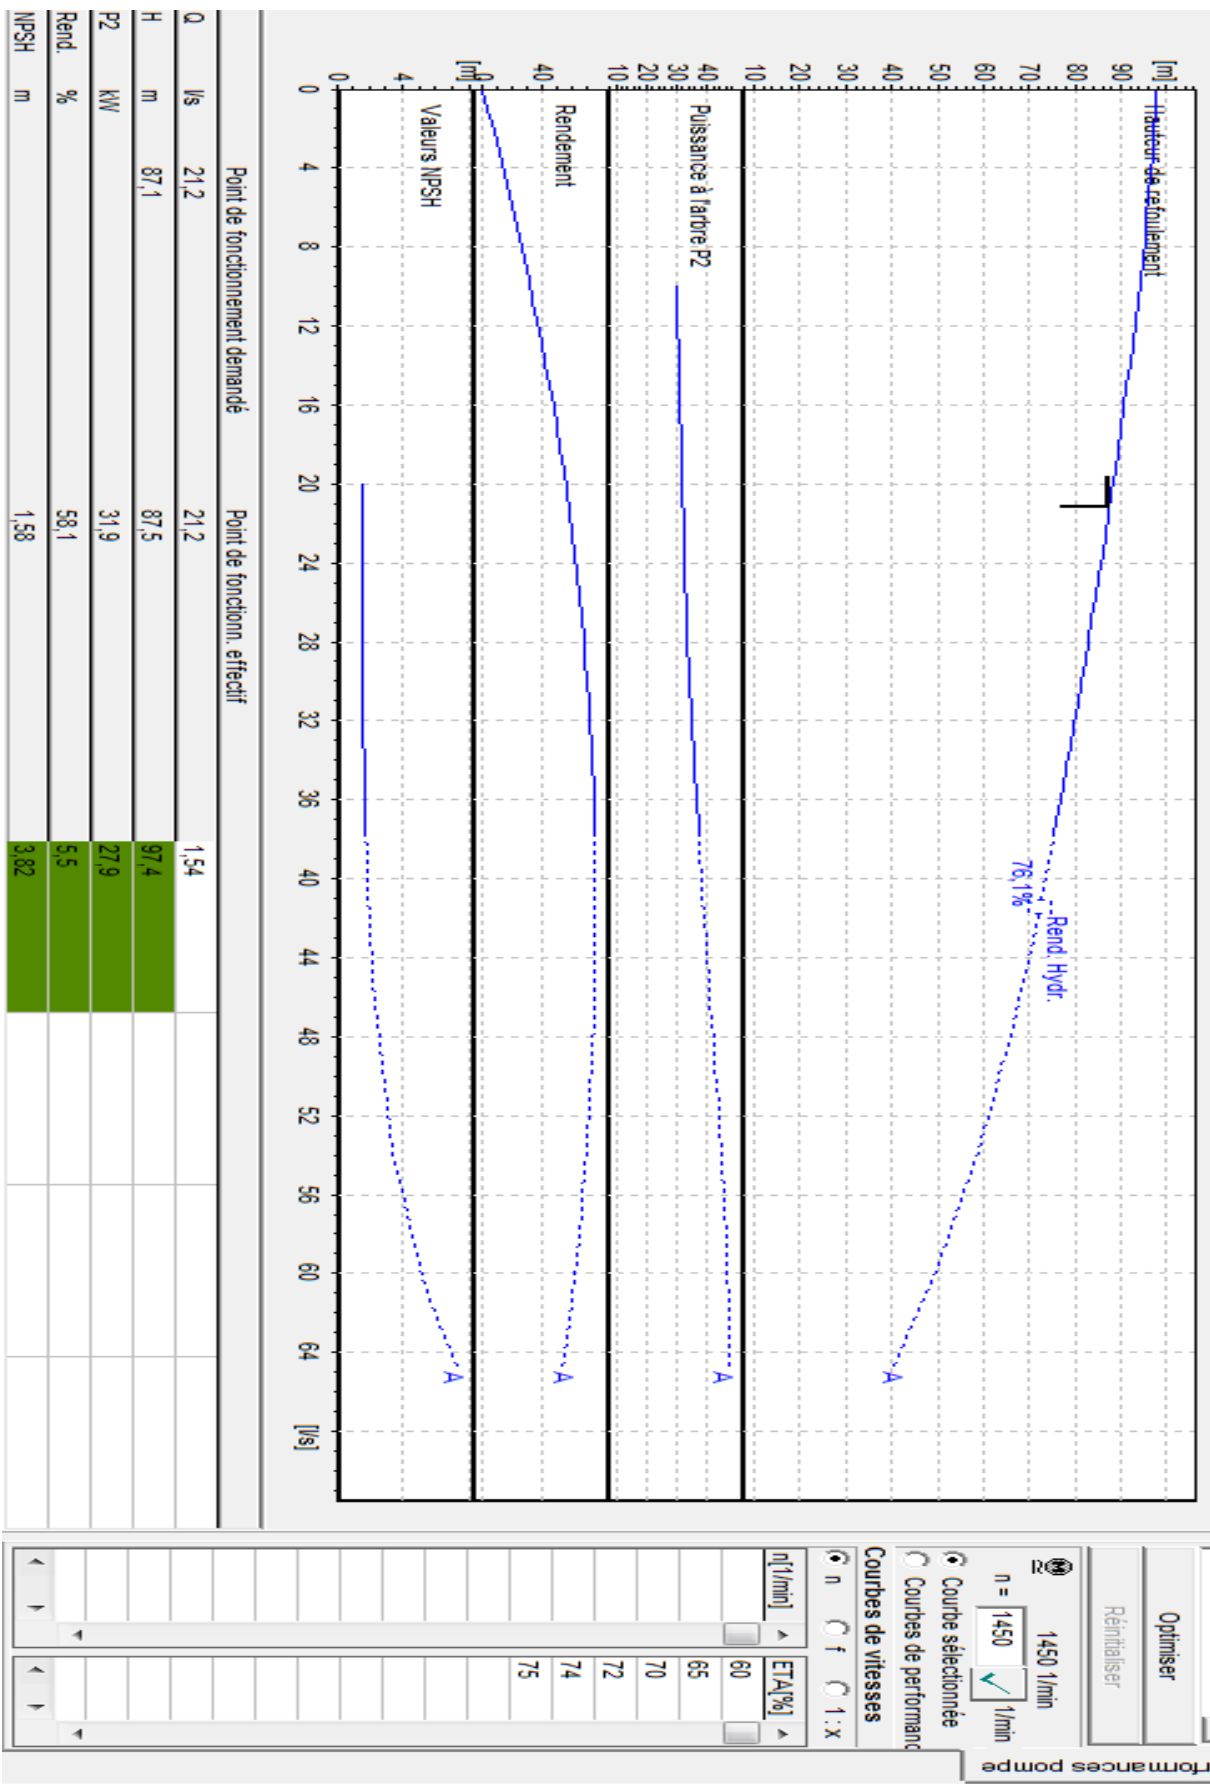 Hauteur de refoulement
[m]
90
80
70
60
50
40
30
20
10
Rend. Hydr.
76,1%
A
Puissance à l'arbre P2
40
30
20
10
A
Rendement
40
0
A
[m]
Valeurs NPSH
4
0
A
0 4 8 12 16 20 24 28 32 36 40 44 48 52 56 60 64 [l/s]
Point de fonctionnement demandé Point de fonctionn. effectif
Q l/s 21,2 21,2 1,54
H m 87,1 87,5 97,4
P2 kW 31,9 27,9
Rend. % 58,1 5,5
NPSH m 1,58 3,82
Optimiser
Réinitialiser
1450 1/min
n = 1450 1/min
Courbe sélectionnée
Courbes de performanc
Courbes de vitesses
n f 1 : x
n[1/min] ETA[%]
60
65
70
72
74
75
rformances pompe